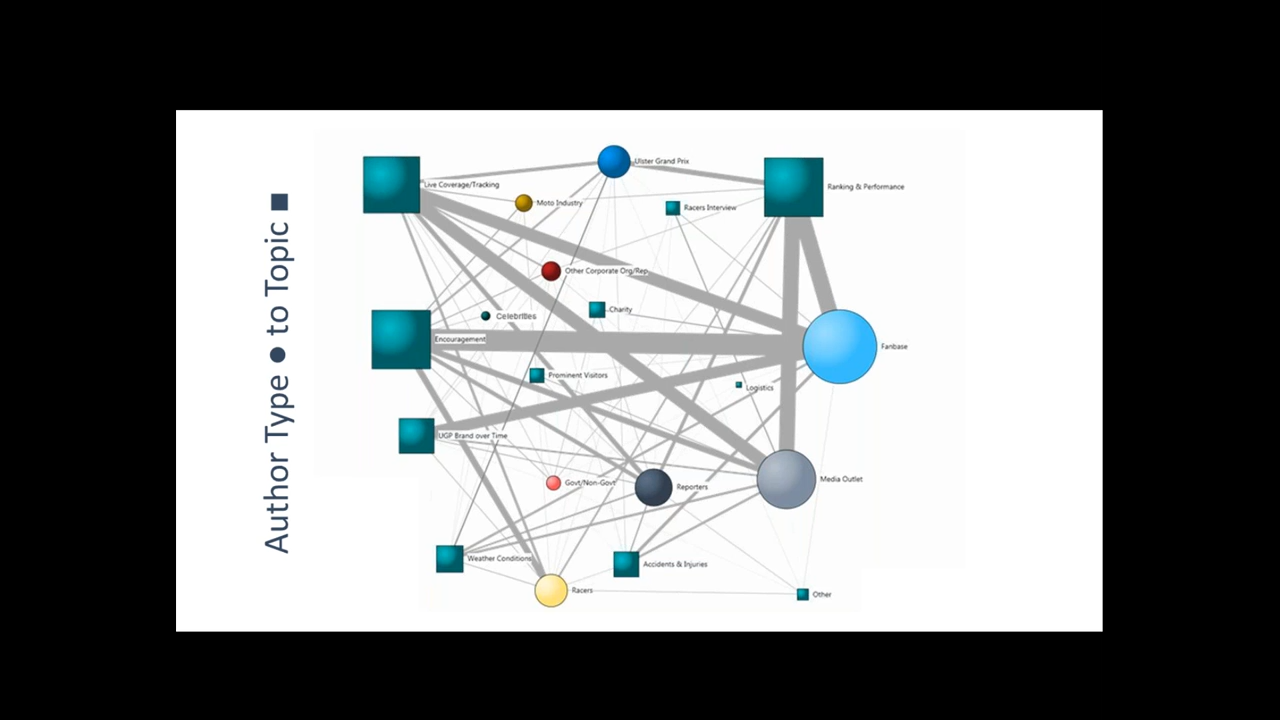 Author Type ● to Topic ■
Ulster Grand Prix
Live Coverage/Tracking
Ranking & Performance
Moto Industry
Racers Interview
Other Corporate Org/Rep
Charity
Celebrities
Encouragement
Fanbase
Prominent Visitors
Logistics
UGP Brand over Time
Govt/Non-Govt
Reporters
Media Outlet
Weather Conditions
Accidents & Injuries
Racers
Other